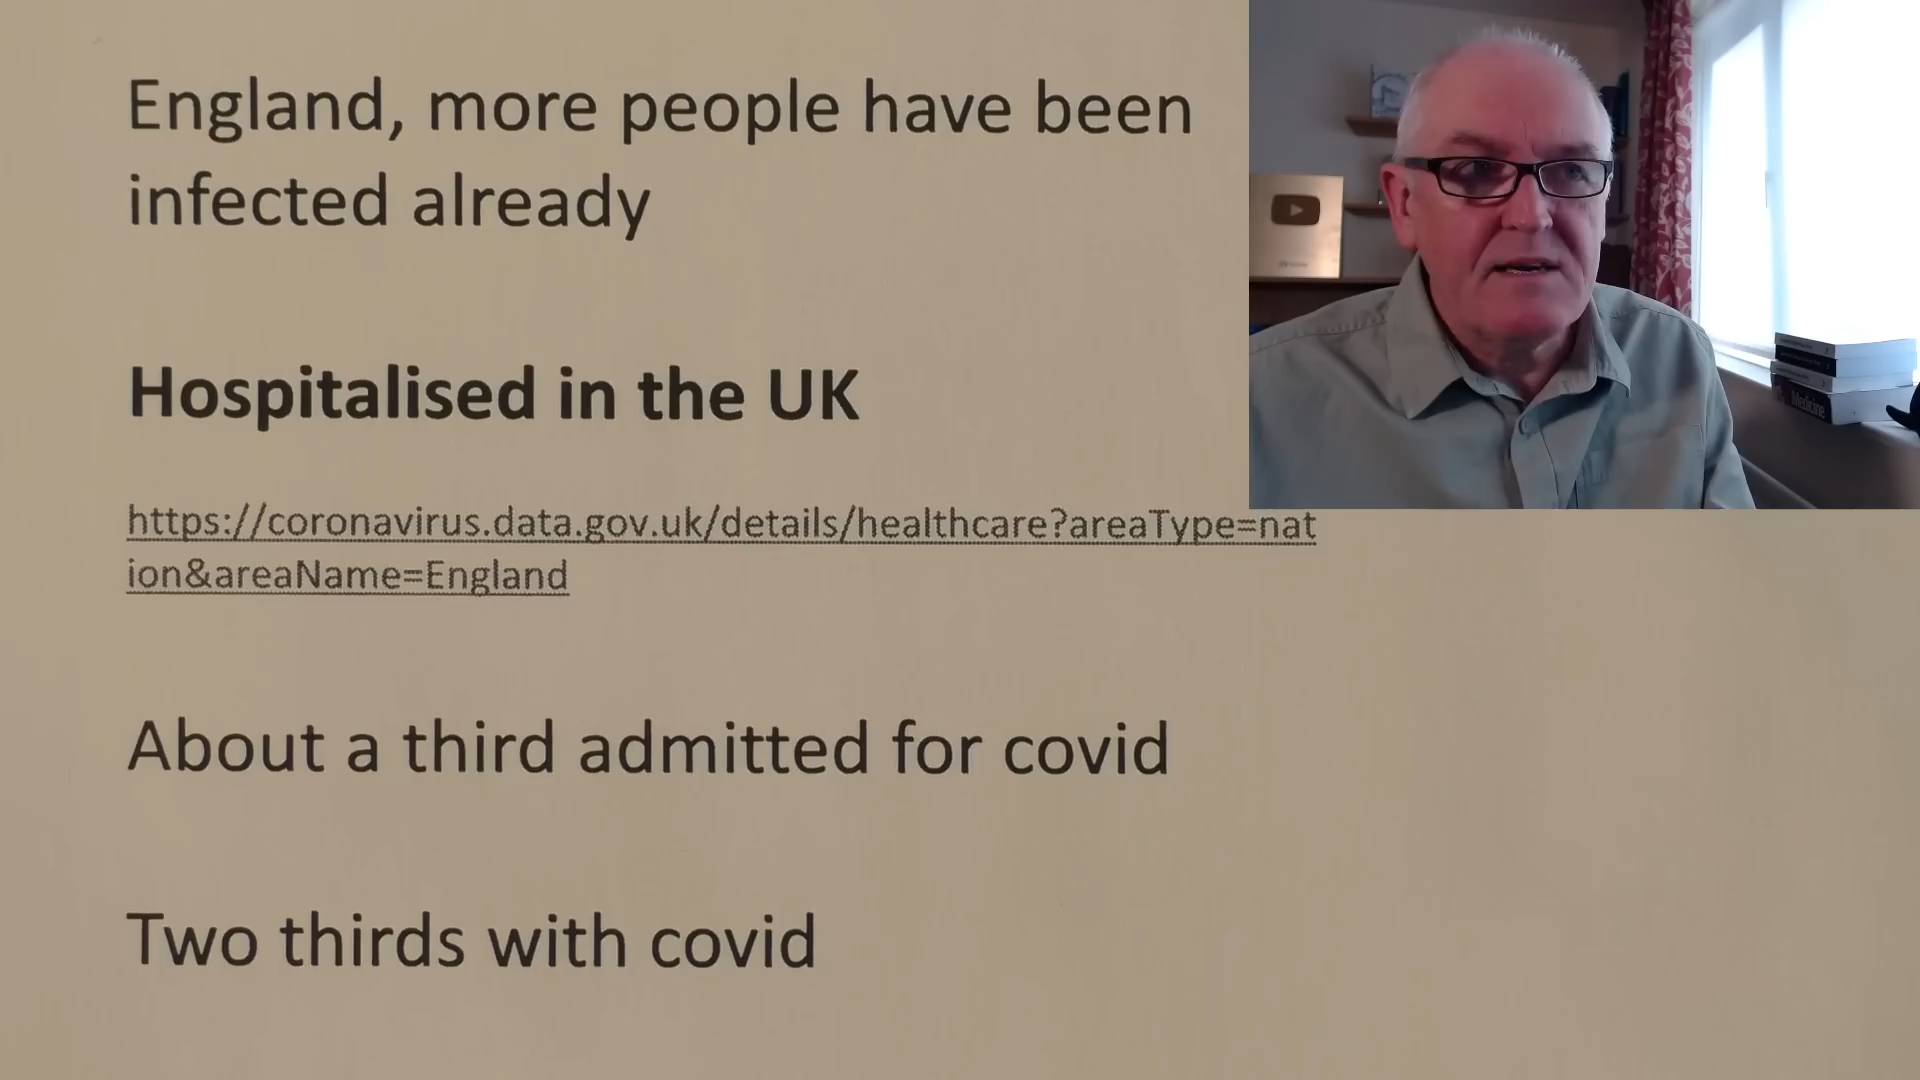 England, more people have been
infected already
Hospitalised in the UK
https://coronavirus.data.gov.uk/details/healthcare?areaType=nat
ion&areaName=England
About a third admitted for covid
Two thirds with covid
Medicine